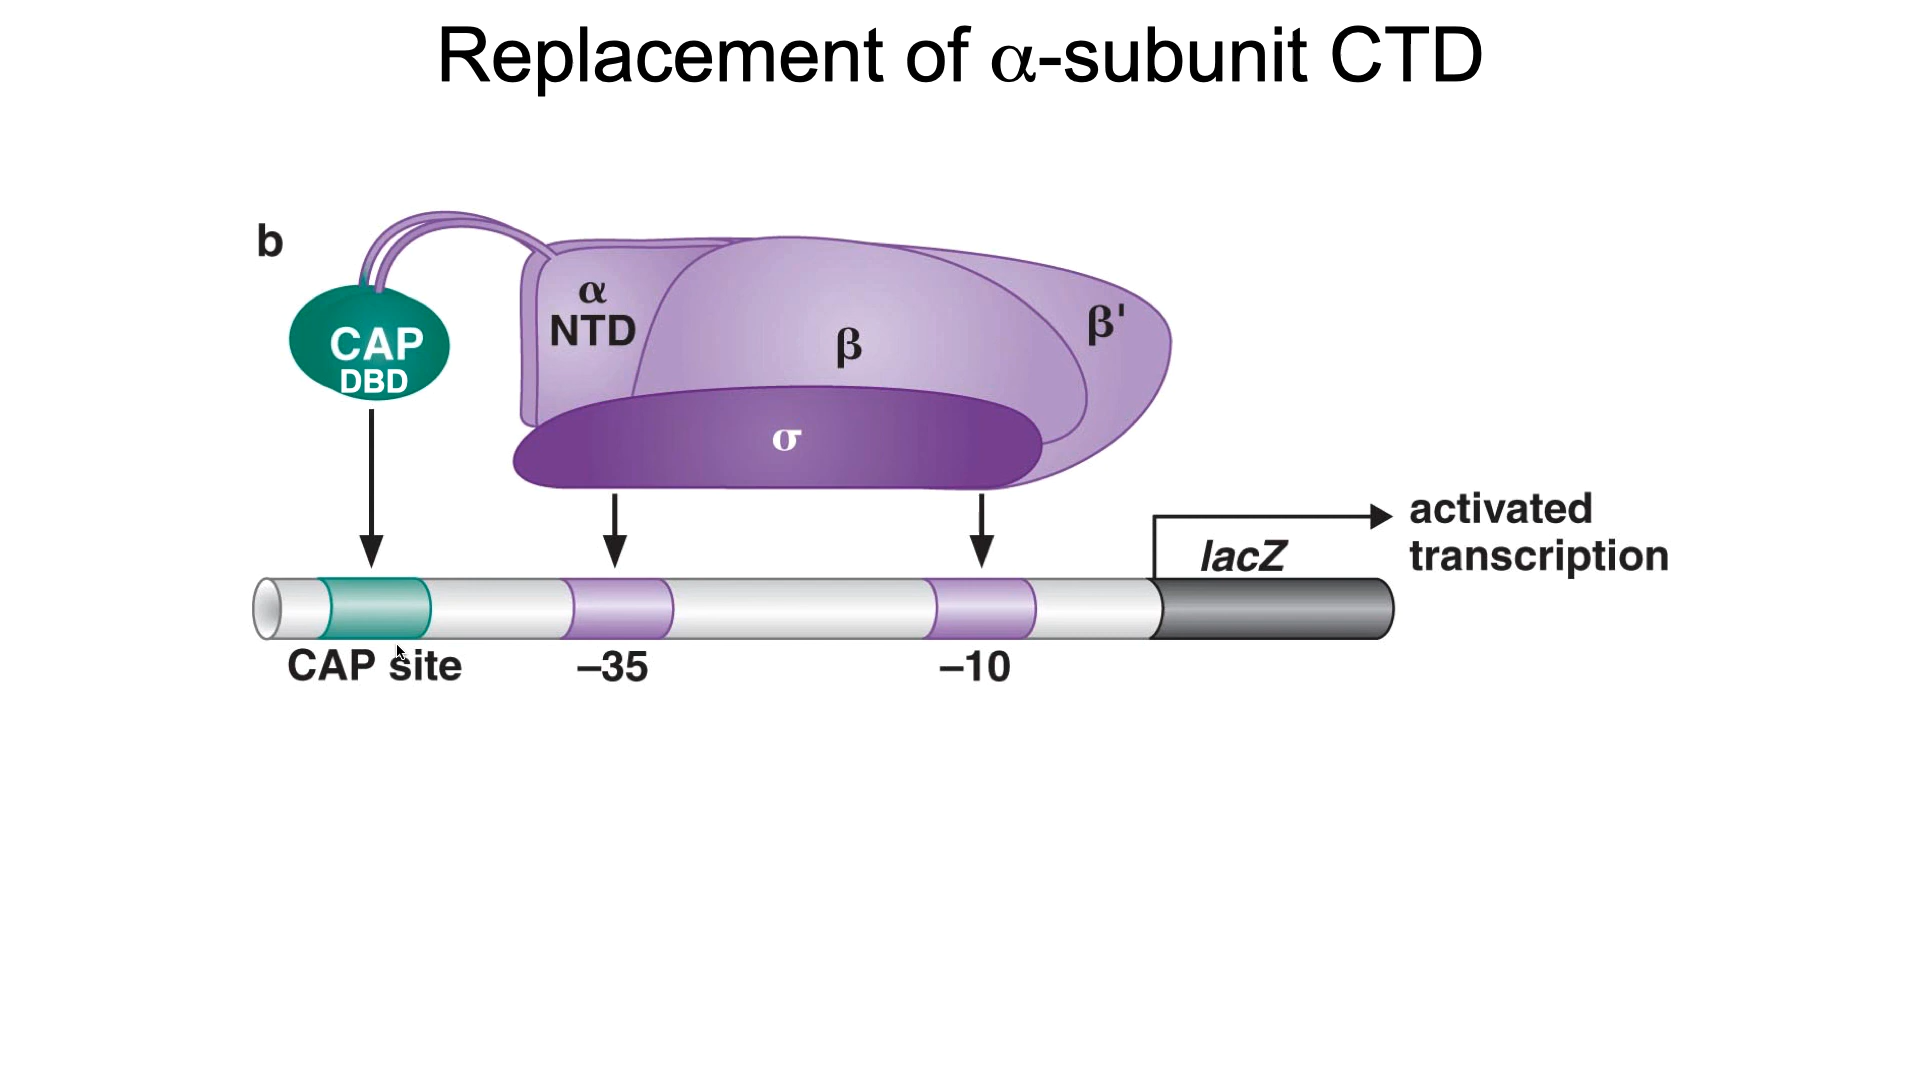 Replacement of α-subunit CTD
b
α
NTD
β
β'
CAP
DBD
σ
activated
transcription
lacZ
CAP site
–35
–10